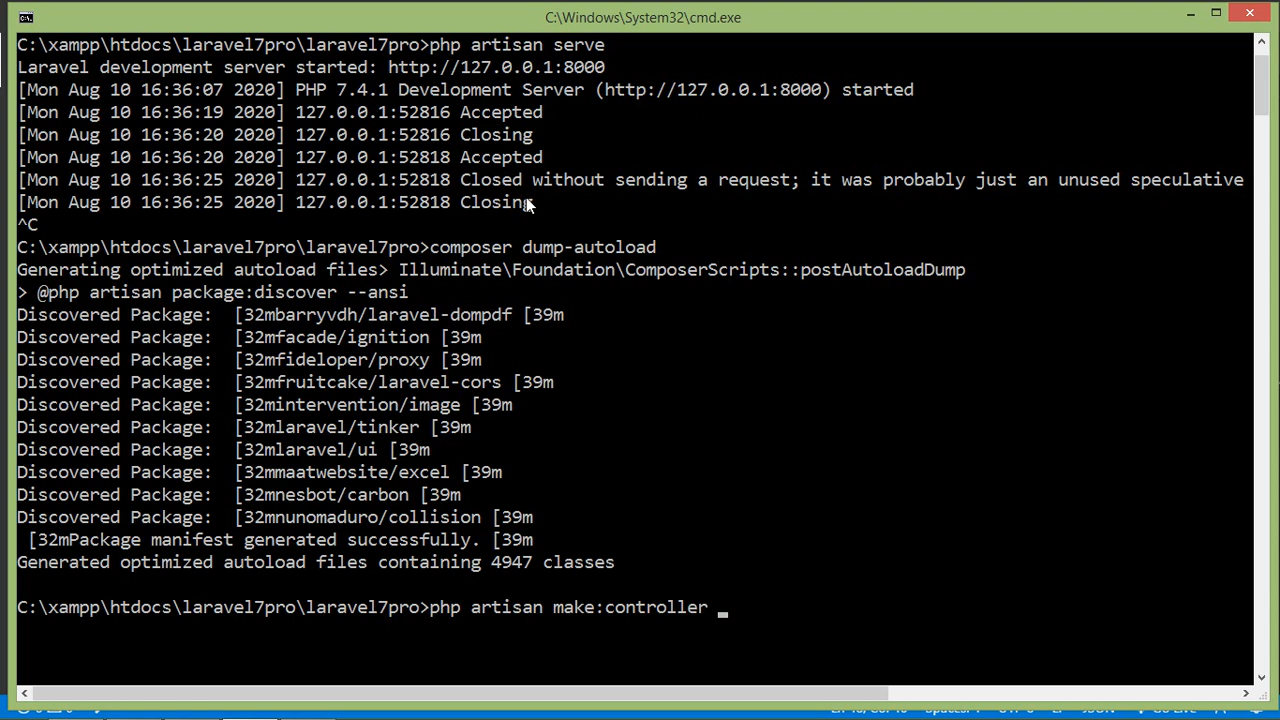 C:\Windows\System32\cmd.exe
C:\xampp\htdocs\laravel7pro\laravel7pro>php artisan serve
Laravel development server started: http://127.0.0.1:8000
[Mon Aug 10 16:36:07 2020] PHP 7.4.1 Development Server (http://127.0.0.1:8000) started
[Mon Aug 10 16:36:19 2020] 127.0.0.1:52816 Accepted
[Mon Aug 10 16:36:20 2020] 127.0.0.1:52816 Closing
[Mon Aug 10 16:36:20 2020] 127.0.0.1:52818 Accepted
[Mon Aug 10 16:36:25 2020] 127.0.0.1:52818 Closed without sending a request; it was probably just an unused speculative
[Mon Aug 10 16:36:25 2020] 127.0.0.1:52818 Closing
^C
C:\xampp\htdocs\laravel7pro\laravel7pro>composer dump-autoload
Generating optimized autoload files> Illuminate\Foundation\ComposerScripts::postAutoloadDump
> @php artisan package:discover --ansi
Discovered Package:  [32mbarryvdh/laravel-dompdf [39m
Discovered Package:  [32mfacade/ignition [39m
Discovered Package:  [32mfideloper/proxy [39m
Discovered Package:  [32mfruitcake/laravel-cors [39m
Discovered Package:  [32mintervention/image [39m
Discovered Package:  [32mlaravel/tinker [39m
Discovered Package:  [32mlaravel/ui [39m
Discovered Package:  [32mmaatwebsite/excel [39m
Discovered Package:  [32mnesbot/carbon [39m
Discovered Package:  [32mnunomaduro/collision [39m
[32mPackage manifest generated successfully. [39m
Generated optimized autoload files containing 4947 classes
C:\xampp\htdocs\laravel7pro\laravel7pro>php artisan make:controller _